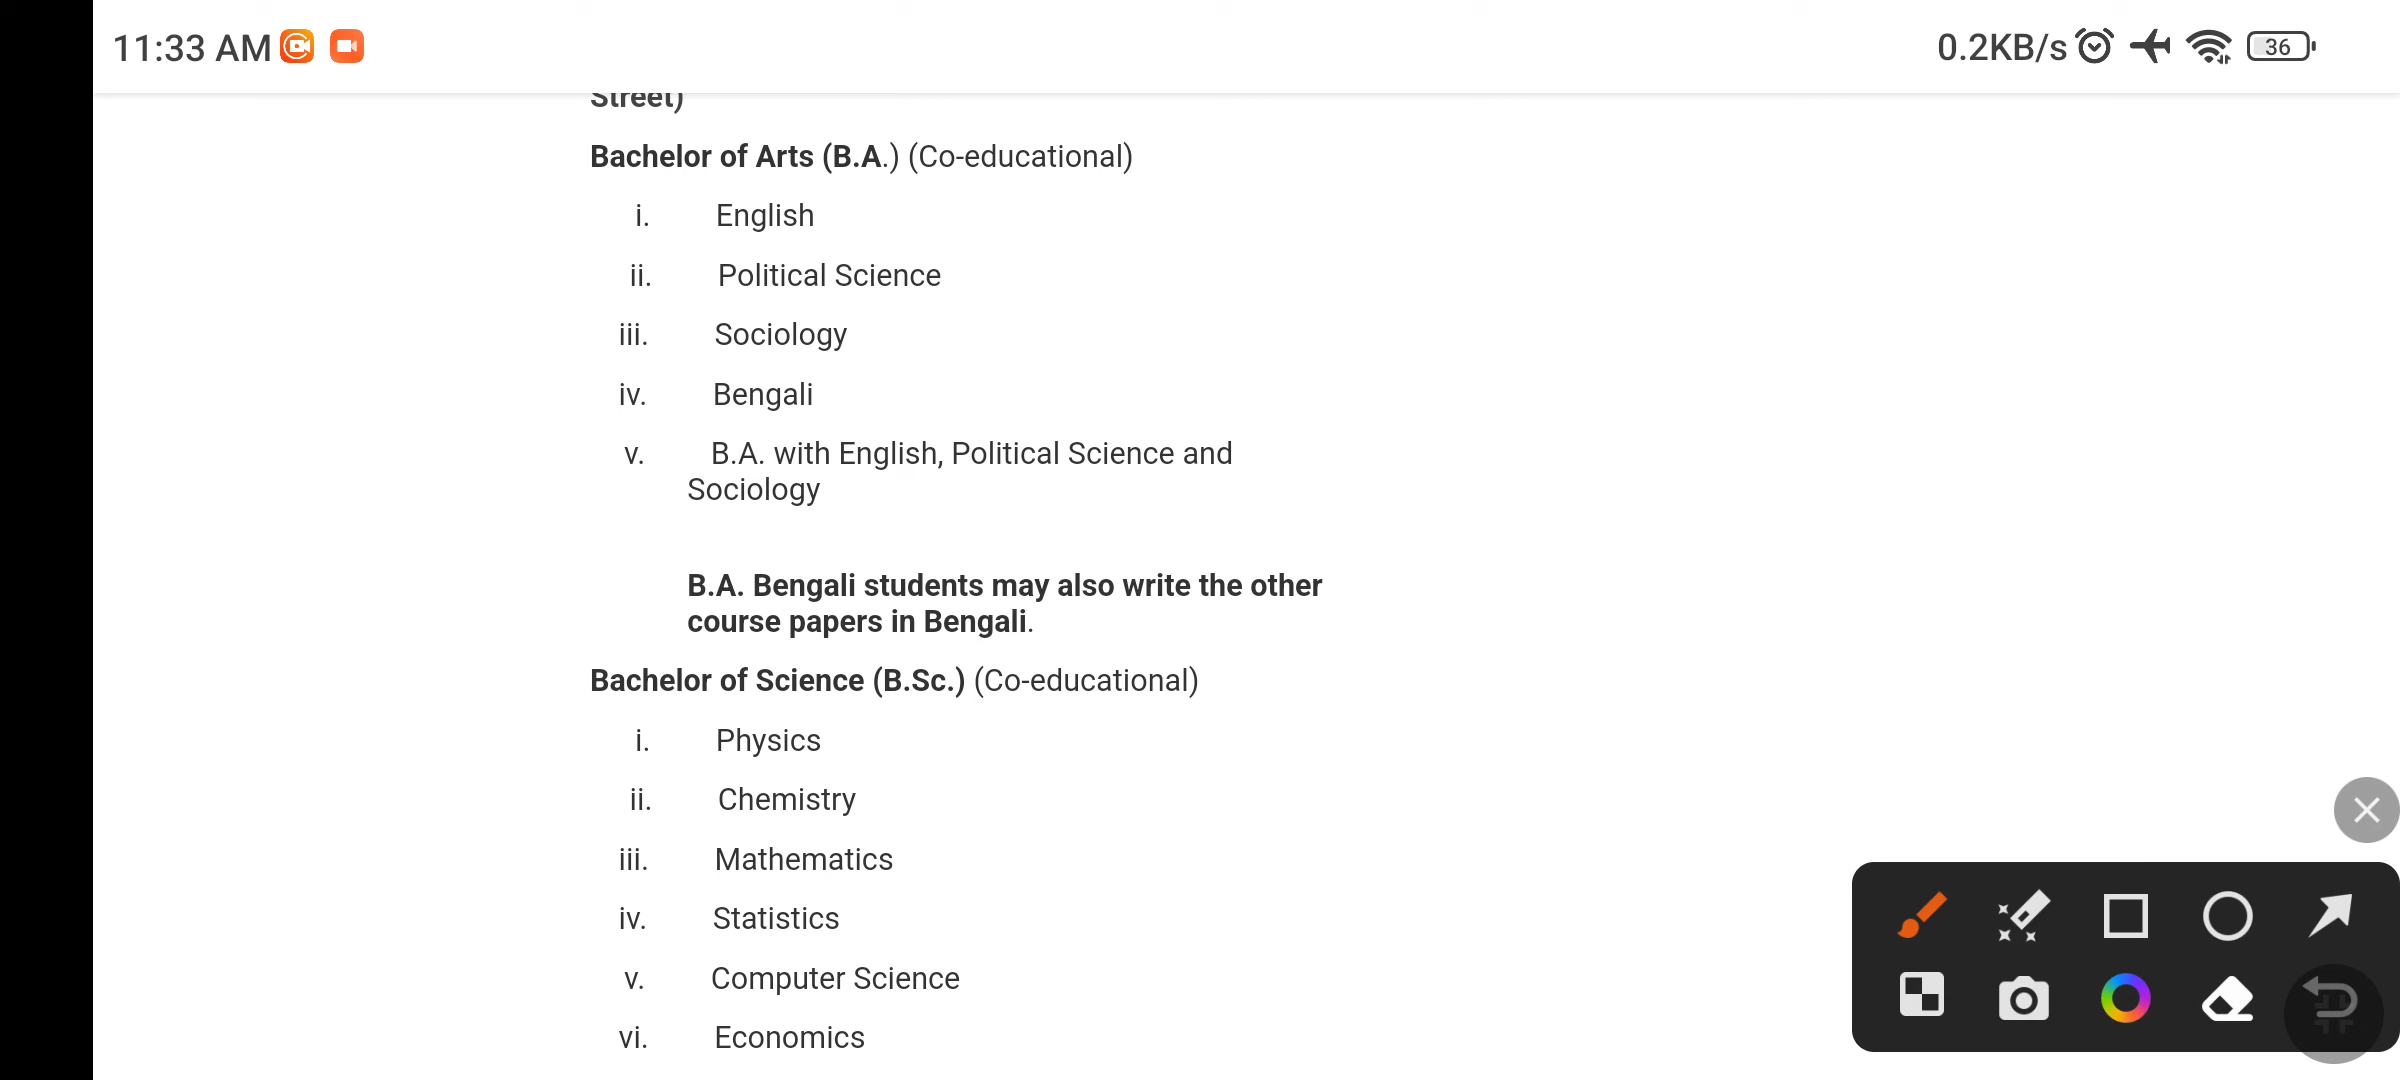 11:33 AM
0.2KB/s
36
Street)
Bachelor of Arts (B.A.) (Co-educational)
i. English
ii. Political Science
iii. Sociology
iv. Bengali
v. B.A. with English, Political Science and
Sociology
B.A. Bengali students may also write the other
course papers in Bengali.
Bachelor of Science (B.Sc.) (Co-educational)
i. Physics
ii. Chemistry
iii. Mathematics
iv. Statistics
v. Computer Science
vi. Economics